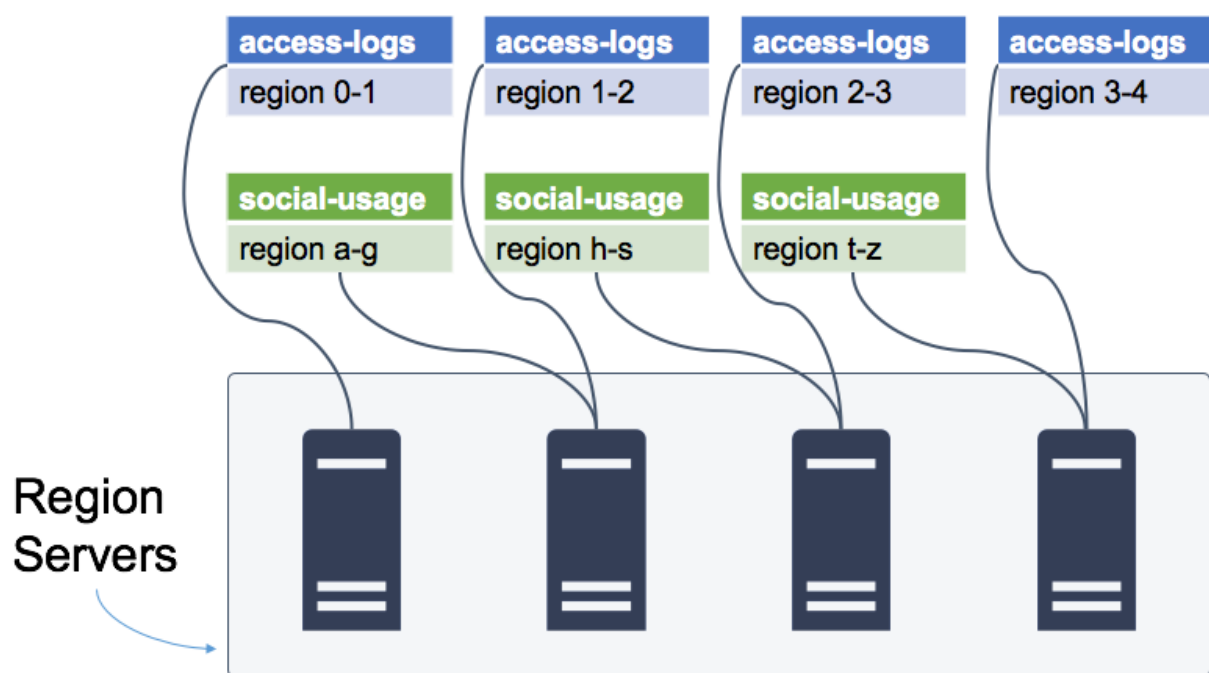 access-logs
region 0-1
access-logs
region 1-2
access-logs
region 2-3
access-logs
region 3-4
social-usage
region a-g
social-usage
region h-s
social-usage
region t-z
Region
Servers